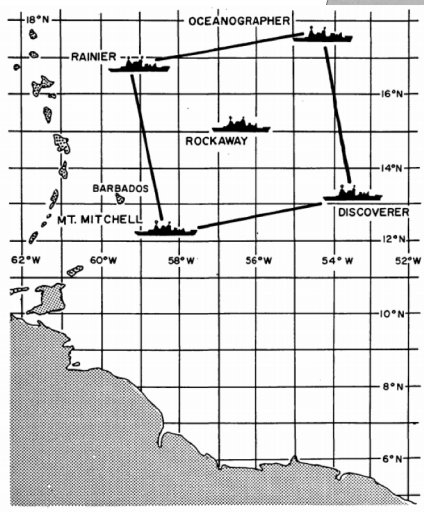 18°N
OCEANOGRAPHER
RAINIER
16°N
ROCKAWAY
14°N
BARBADOS
MT. MITCHELL
DISCOVERER
12°N
62°W
60°W
58°W
56°W
54°W
52°W
10°N
8°N
6°N